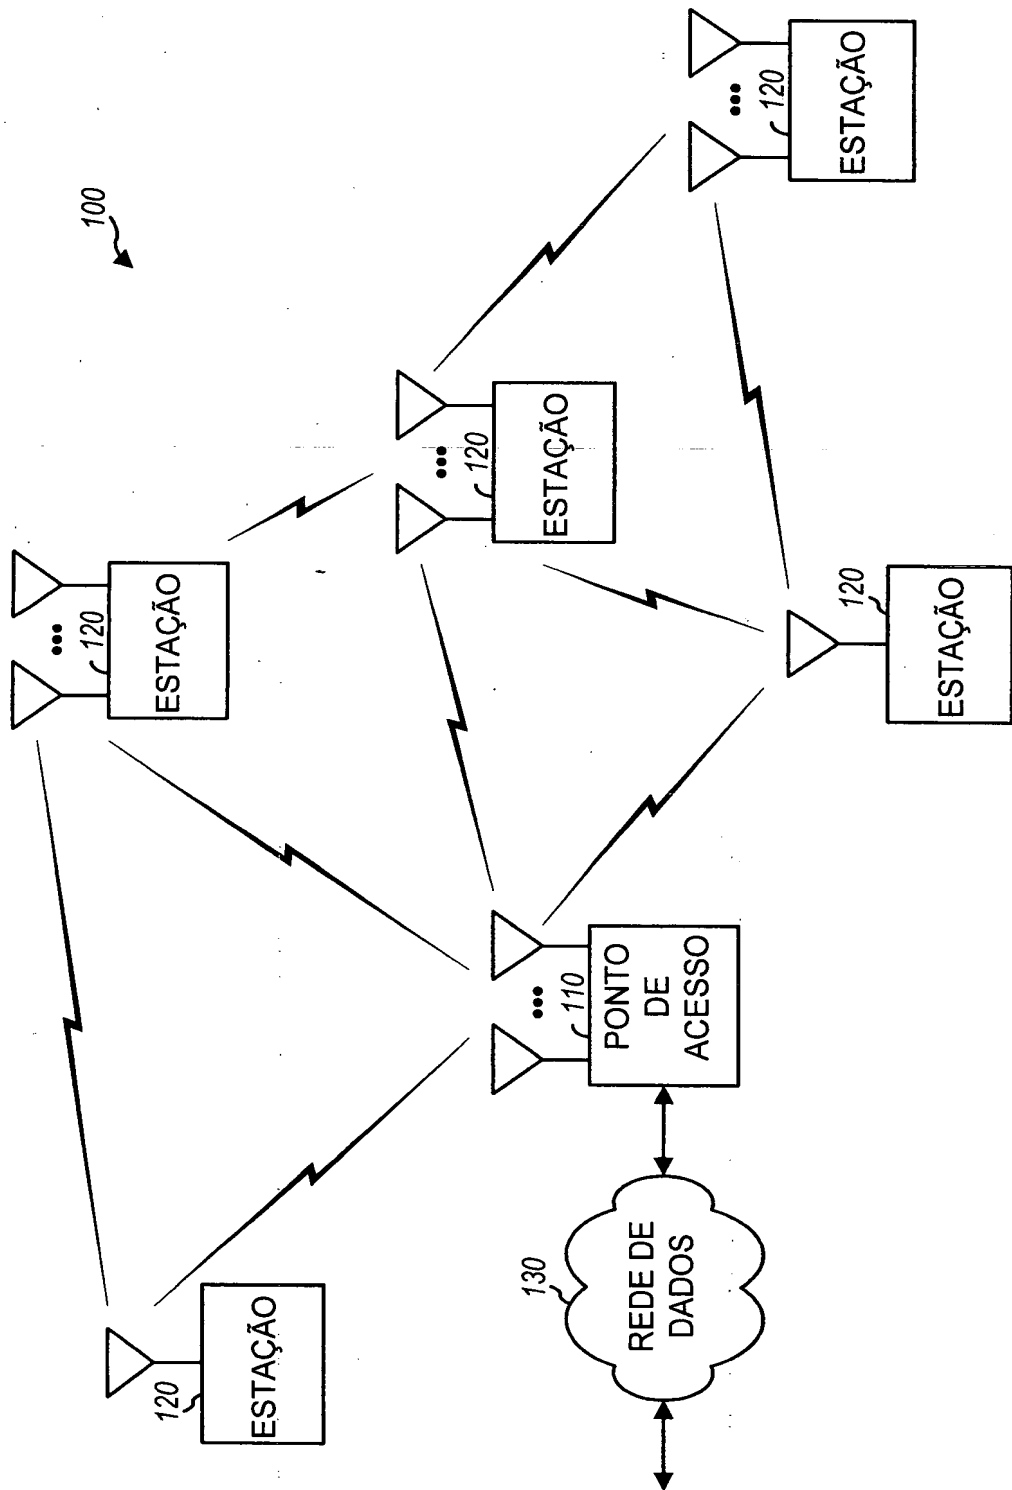 100
120
ESTAÇÃO
120
ESTAÇÃO
120
ESTAÇÃO
130
REDE DE
DADOS
110
PONTO
DE
ACESSO
120
ESTAÇÃO
120
ESTAÇÃO